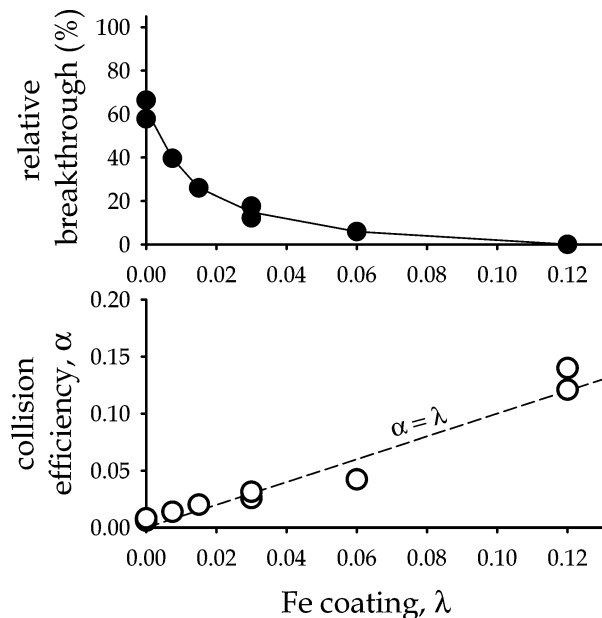 relative
breakthrough (%)
100
80
60
40
20
0
0.00 0.02 0.04 0.06 0.08 0.10 0.12
collision
efficiency, α
0.20
0.15
0.10
0.05
0.00
α = λ
0.00 0.02 0.04 0.06 0.08 0.10 0.12
Fe coating, λ